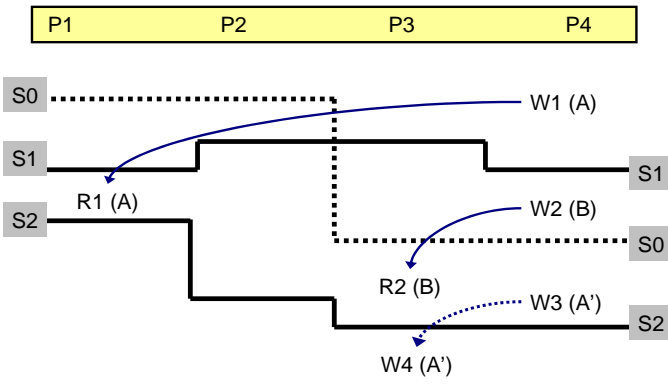 P1 P2 P3 P4
S0
W1 (A)
S1
S1
R1 (A)
S2
W2 (B)
S0
R2 (B)
W3 (A')
S2
W4 (A')